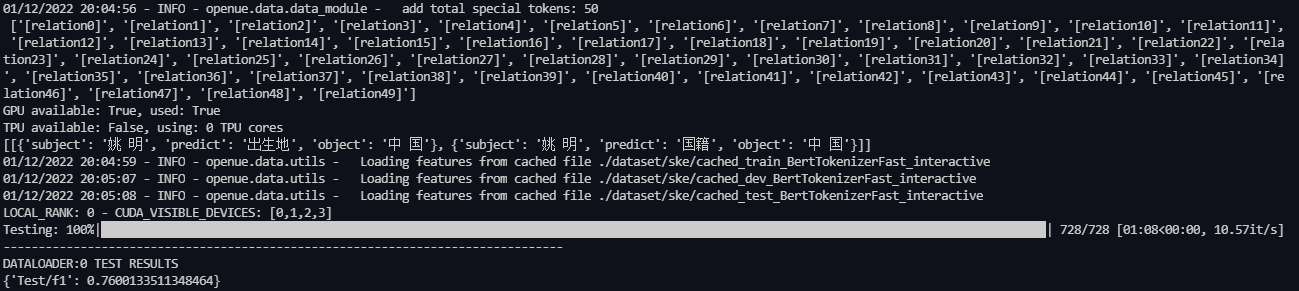 01/12/2022 20:04:56 - INFO - openue.data.data_module -   add total special tokens: 50
 ['[relation0]', '[relation1]', '[relation2]', '[relation3]', '[relation4]', '[relation5]', '[relation6]', '[relation7]', '[relation8]', '[relation9]', '[relation10]', '[relation11]',
 '[relation12]', '[relation13]', '[relation14]', '[relation15]', '[relation16]', '[relation17]', '[relation18]', '[relation19]', '[relation20]', '[relation21]', '[relation22]', '[rela
tion23]', '[relation24]', '[relation25]', '[relation26]', '[relation27]', '[relation28]', '[relation29]', '[relation30]', '[relation31]', '[relation32]', '[relation33]', '[relation34]
', '[relation35]', '[relation36]', '[relation37]', '[relation38]', '[relation39]', '[relation40]', '[relation41]', '[relation42]', '[relation43]', '[relation44]', '[relation45]', '[re
lation46]', '[relation47]', '[relation48]', '[relation49]']
GPU available: True, used: True
TPU available: False, using: 0 TPU cores
[[{'subject': '姚 明', 'predict': '出生地', 'object': '中 国'}, {'subject': '姚 明', 'predict': '国籍', 'object': '中 国'}]]
01/12/2022 20:04:59 - INFO - openue.data.utils -   Loading features from cached file ./dataset/ske/cached_train_BertTokenizerFast_interactive
01/12/2022 20:05:07 - INFO - openue.data.utils -   Loading features from cached file ./dataset/ske/cached_dev_BertTokenizerFast_interactive
01/12/2022 20:05:08 - INFO - openue.data.utils -   Loading features from cached file ./dataset/ske/cached_test_BertTokenizerFast_interactive
LOCAL_RANK: 0 - CUDA_VISIBLE_DEVICES: [0,1,2,3]
Testing: 100%|| 728/728 [01:08<00:00, 10.57it/s]
--------------------------------------------------------------------------------
DATALOADER:0 TEST RESULTS
{'Test/f1': 0.7600133511348464}